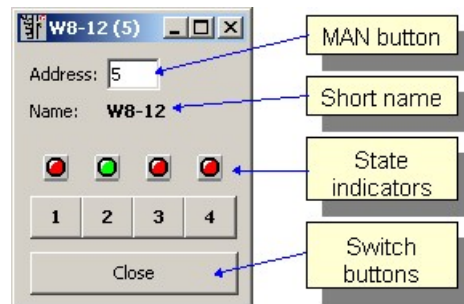 W8-12 (5)
Address: 5
Name: W8-12
1 2 3 4
Close
MAN button
Short name
State
indicators
Switch
buttons